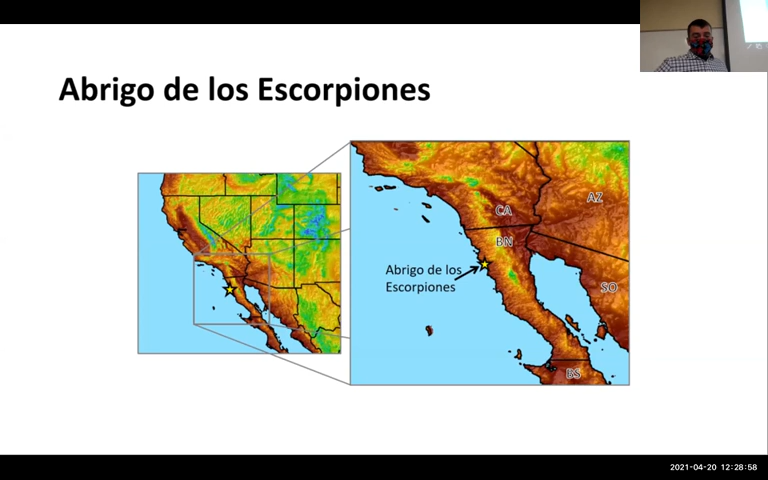 Abrigo de los Escorpiones
CA
AZ
BN
Abrigo de los
Escorpiones
SO
BS
2021-04-20 12:28:58